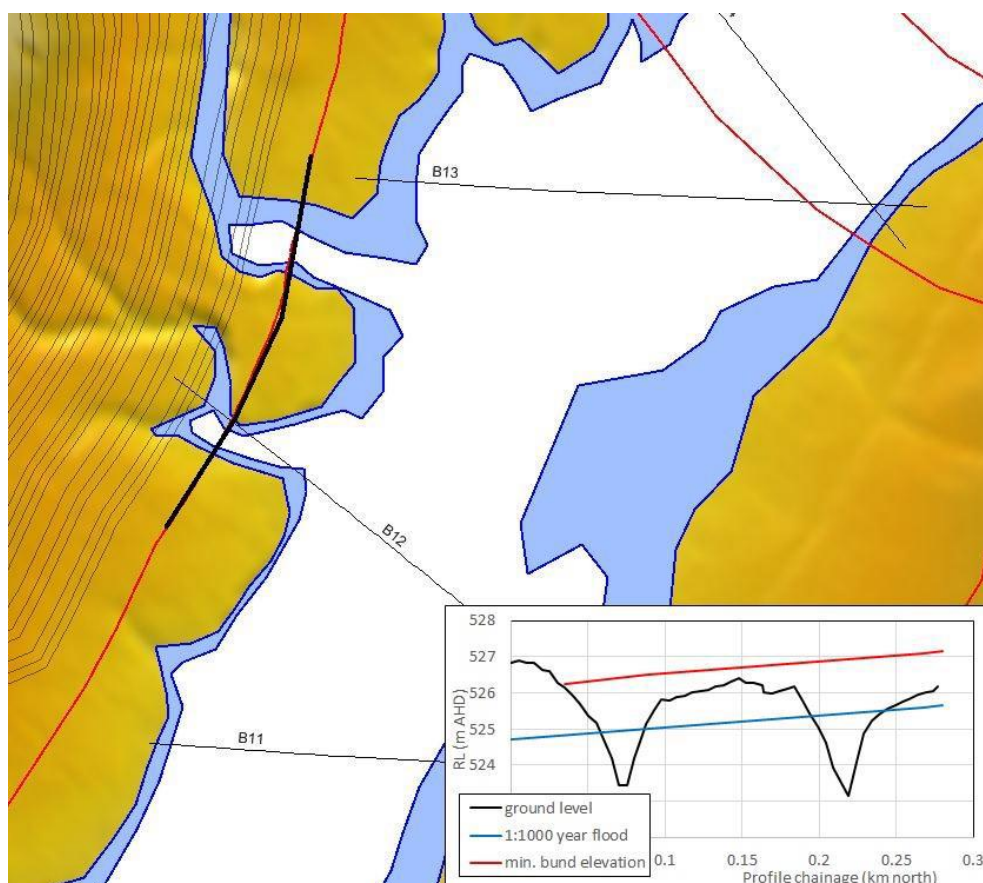 B13
B12
B11
528
527
526
525
524
RL (m AHD)
ground level
1:1000 year flood
min. bund elevation
0.1
0.15
0.2
0.25
0.3
Profile chainage (km north)